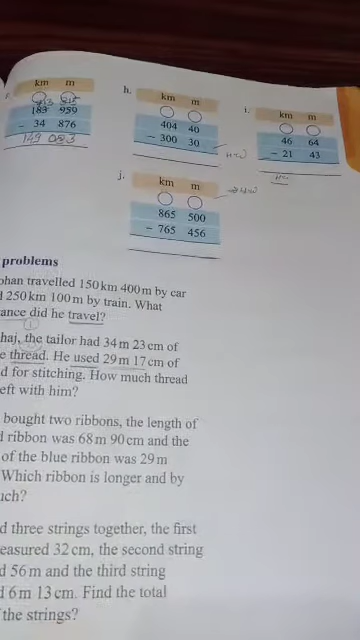 km m
183 959
- 34 876
149 083
h.
km m
404 40
- 300 30
H.W
i.
km m
46 64
- 21 43
H.W
j.
km m
865 500
- 765 456
problems
ohan travelled 150 km 400 m by car
250 km 100 m by train. What
ance did he travel?
haj, the tailor had 34 m 23 cm of
e thread. He used 29 m 17 cm of
d for stitching. How much thread
eft with him?
bought two ribbons, the length of
d ribbon was 68 m 90 cm and the
of the blue ribbon was 29 m
Which ribbon is longer and by
uch?
d three strings together, the first
easured 32 cm, the second string
d 56 m and the third string
d 6 m 13 cm. Find the total
the strings?